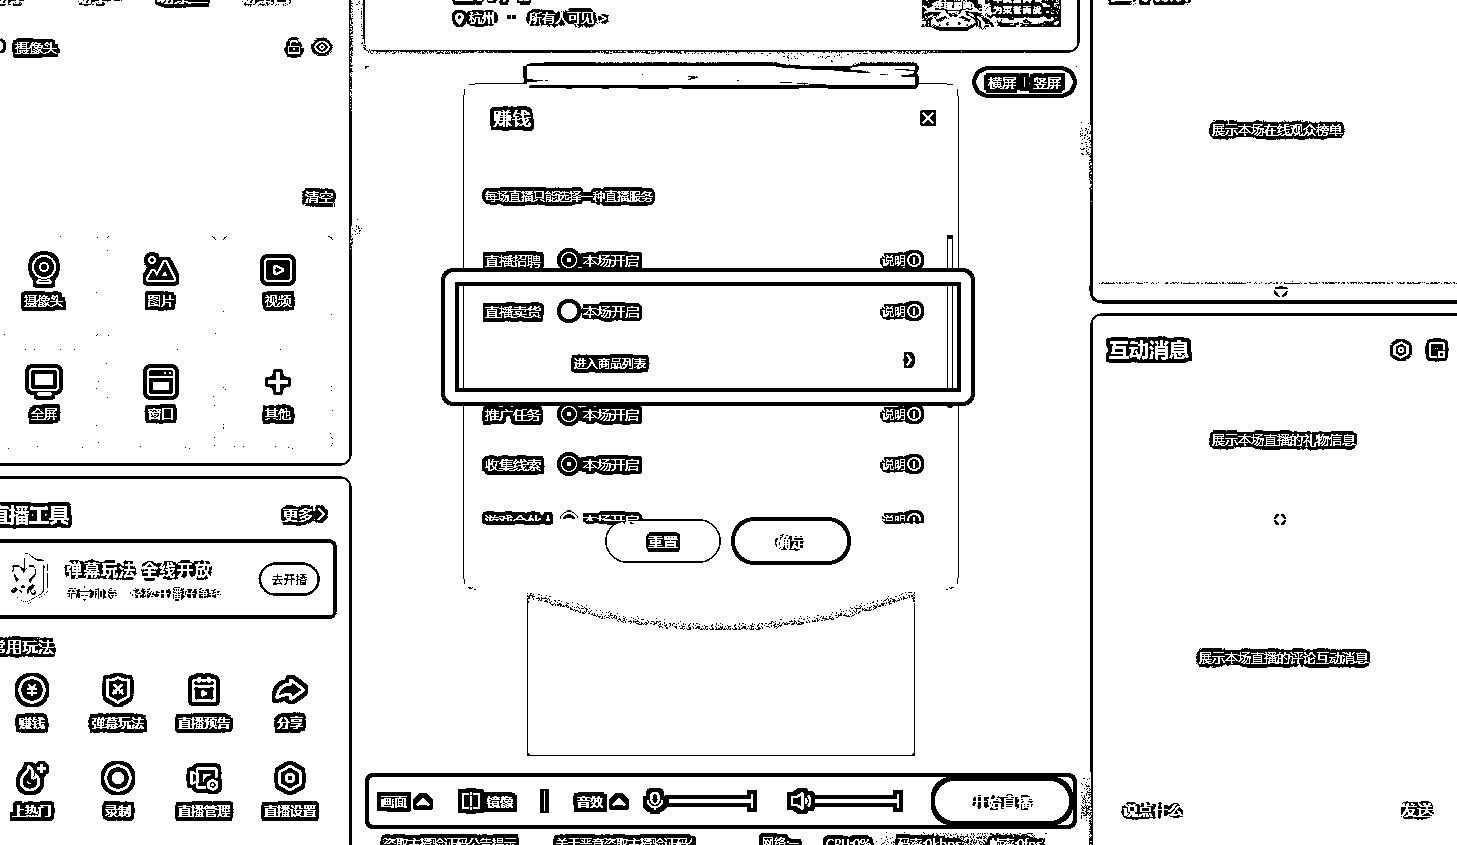 杭州 所有人可见 >
摄像头
横屏 | 竖屏
赚钱
展示本场在线观众榜单
清空
每场直播只能选择一种直播服务
直播招聘 本场开启 说明
摄像头 图片 视频
直播卖货 本场开启 说明
进入商品列表
互动消息
全屏 窗口 其他
推广任务 本场开启 说明
展示本场直播的礼物信息
收集线索 本场开启 说明
直播工具 更多
本场开启 说明
重置 确定
弹幕玩法 全线开放
去开播
常用玩法
展示本场直播的评论互动消息
赚钱 弹幕玩法 直播预告 分享
上热门 录制 直播管理 直播设置
画面 镜像 音效 开始直播
说点什么 发送